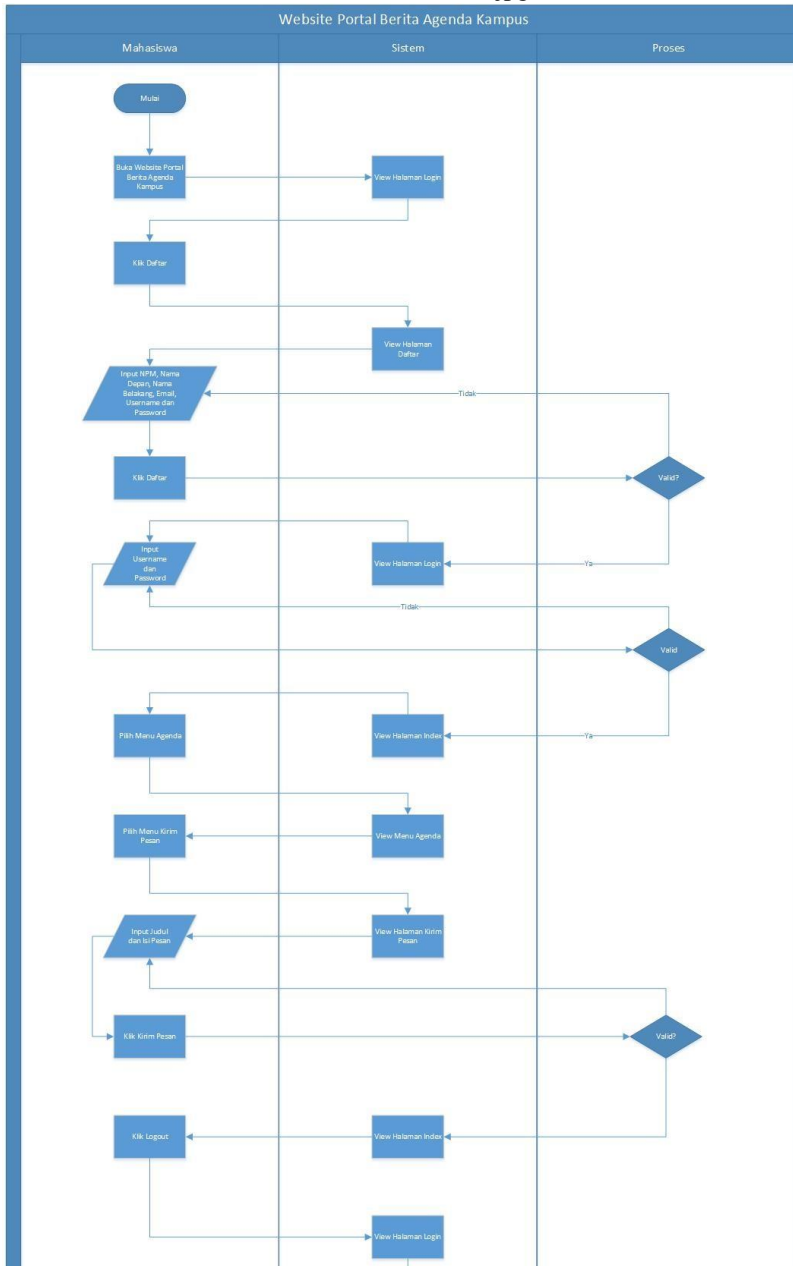 Website Portal Berita Agenda Kampus
Mahasiswa
Sistem
Proses
Mulai
Buka Website Portal
Berita Agenda
Kampus
View Halaman Login
Klik Daftar
View Halaman
Daftar
Input NPM, Nama
Depan, Nama
Belakang, Email,
Username dan
Password
Tidak
Klik Daftar
Valid?
Input
Username
dan
Password
View Halaman Login
Ya
Tidak
Valid
Pilih Menu Agenda
View Halaman Index
Ya
Pilih Menu Kirim
Pesan
View Menu Agenda
Input Judul
dan Isi Pesan
View Halaman Kirim
Pesan
Klik Kirim Pesan
Valid?
Klik Logout
View Halaman Index
View Halaman Login